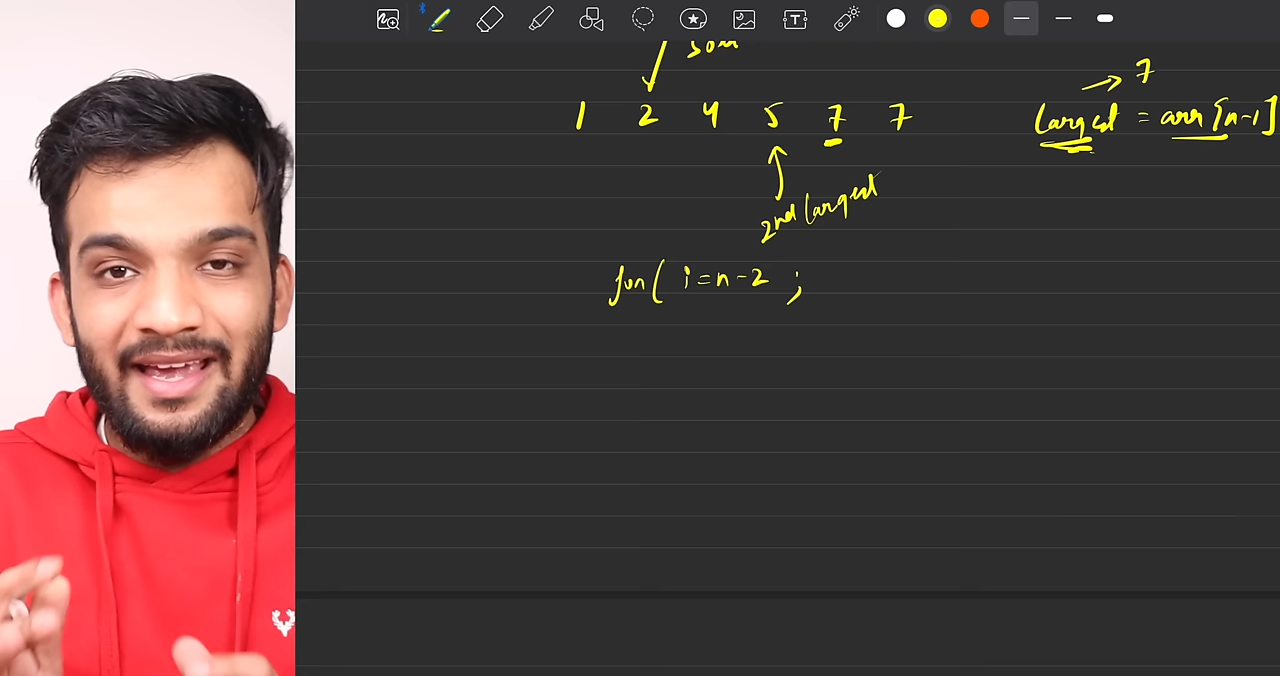 1 2 4 5 7 7
→ 7
largest = arr[n-1]
2nd largest
for( i=n-2 ;